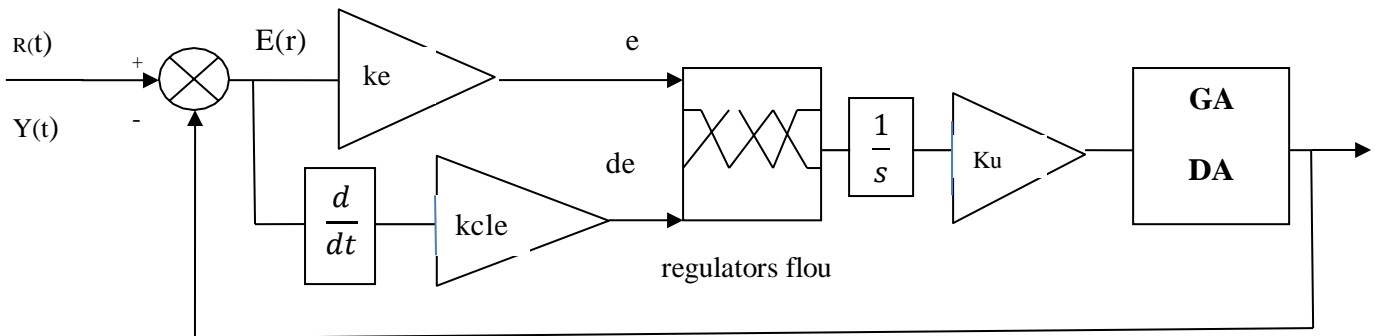 R(t)
E(r)
e
+
ke
Y(t)
-
GA
DA
1
s
Ku
de
d
dt
kcle
regulators flou